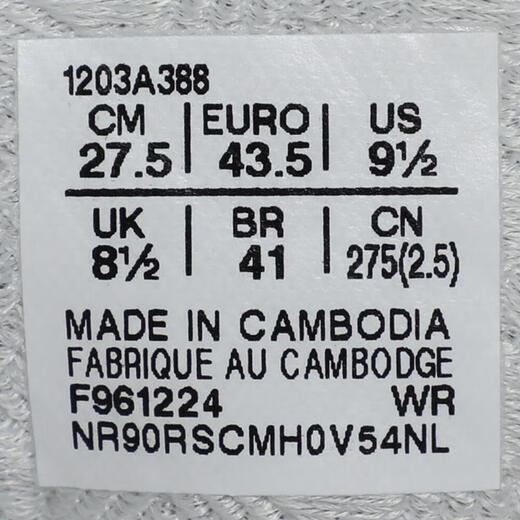 1203A388
CM | EURO | US
27.5 | 43.5 | 9½
UK | BR | CN
8½ | 41 | 275(2.5)
MADE IN CAMBODIA
FABRIQUE AU CAMBODGE
F961224 WR
NR90RSCMH0V54NL